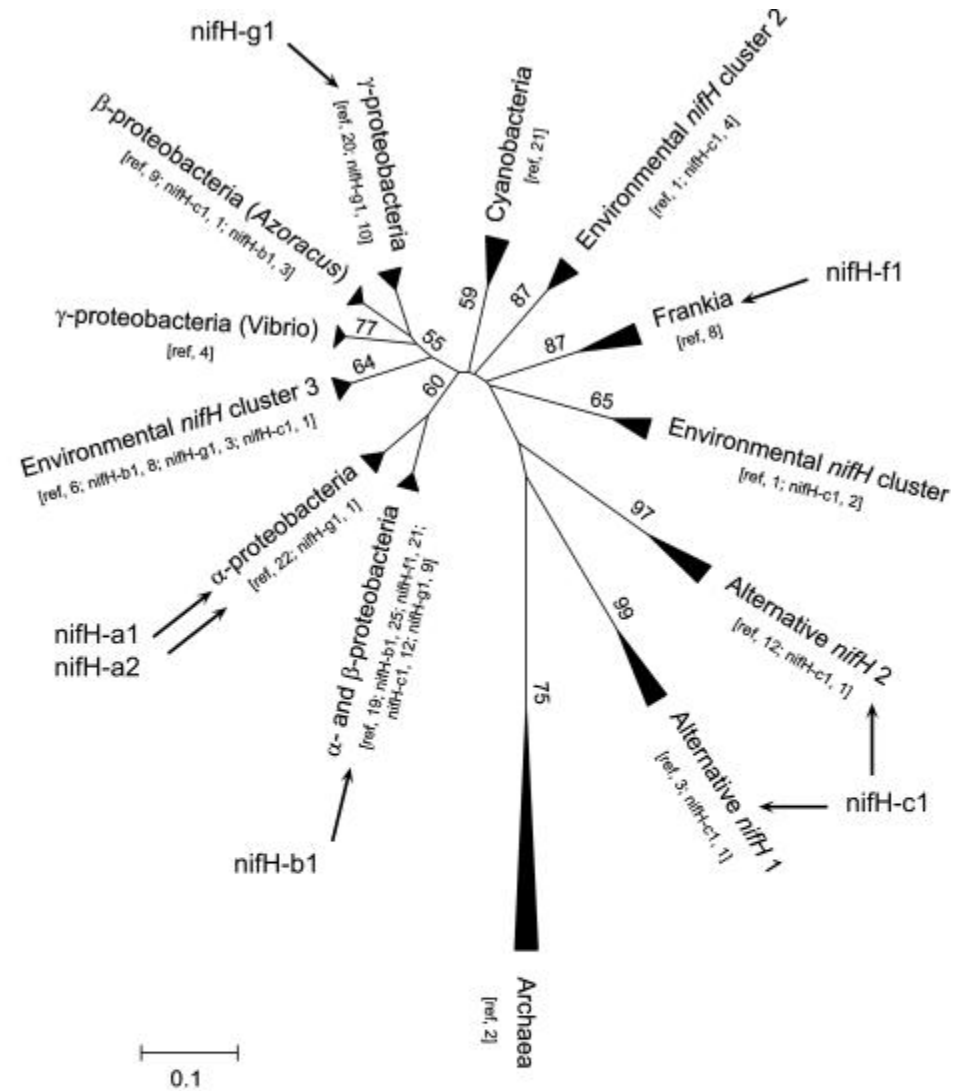 nifH-g1
γ-proteobacteria
[ref, 20; nifH-g1, 10]
β-proteobacteria (Azoracus)
[ref, 9; nifH-c1, 1; nifH-b1, 3]
γ-proteobacteria (Vibrio)
[ref, 4]
Environmental nifH cluster 3
[ref, 6; nifH-b1, 8; nifH-g1, 3; nifH-c1, 1]
α-proteobacteria
[ref, 22; nifH-g1, 1]
nifH-a1
nifH-a2
α- and β-proteobacteria
[ref, 19; nifH-b1, 25; nifH-f1, 21;
nifH-c1, 12; nifH-g1, 9]
nifH-b1
Cyanobacteria
[ref, 21]
Environmental nifH cluster 2
[ref, 1; nifH-c1, 4]
Frankia
[ref, 8]
nifH-f1
Environmental nifH cluster
[ref, 1; nifH-c1, 2]
Alternative nifH 2
[ref, 12; nifH-c1, 1]
Alternative nifH 1
[ref, 3; nifH-c1, 1]
nifH-c1
Archaea
[ref, 2]
77
55
64
60
59
87
87
65
97
99
75
0.1